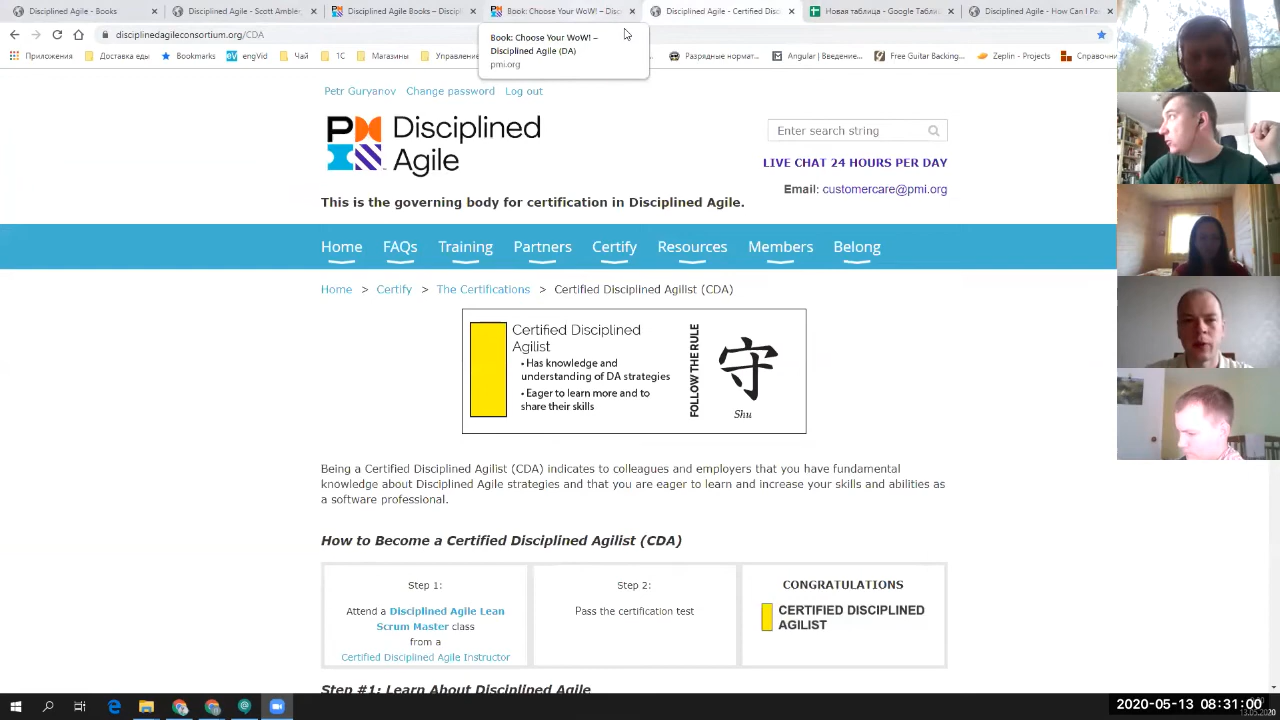 Disciplined Agile - Books
Disciplined Agile - Scott Amble
Disciplined Agile Books – Discip
Book: Choose Your WoW! – Disc
Disciplined Agile - Certified Disc
Новая таблица - Google Таблиц
Disciplined Agile - How Can I Pa
disciplinedagileconsortium.org/CDA
Book: Choose Your WoW! –
Disciplined Agile (DA)
pmi.org
Приложения
Доставка еды
Bookmarks
engVid
Чай
1С
Магазины
Управление
Разрядные нормат...
Angular | Welcome...
Free Guitar Backing...
Zeplin - Projects
Справочни
Petr Guryanov Change password Log out
Disciplined
Agile
Enter search string
LIVE CHAT 24 HOURS PER DAY
Email: customercare@pmi.org
This is the governing body for certification in Disciplined Agile.
Home FAQs Training Partners Certify Resources Members Belong
Home > Certify > The Certifications > Certified Disciplined Agilist (CDA)
Certified Disciplined
Agilist
• Has knowledge and
understanding of DA strategies
• Eager to learn more and to
share their skills
FOLLOW THE RULE
守
Shu
Being a Certified Disciplined Agilist (CDA) indicates to colleagues and employers that you have fundamental
knowledge about Disciplined Agile strategies and that you are eager to learn and increase your skills and abilities as
a software professional.
How to Become a Certified Disciplined Agilist (CDA)
Step 1:
Attend a Disciplined Agile Lean
Scrum Master class
from a
Certified Disciplined Agile Instructor
Step 2:
Pass the certification test
CONGRATULATIONS
CERTIFIED DISCIPLINED
AGILIST
Step #1: Learn About Disciplined Agile
2020-05-13 08:31:00
13.05.2020